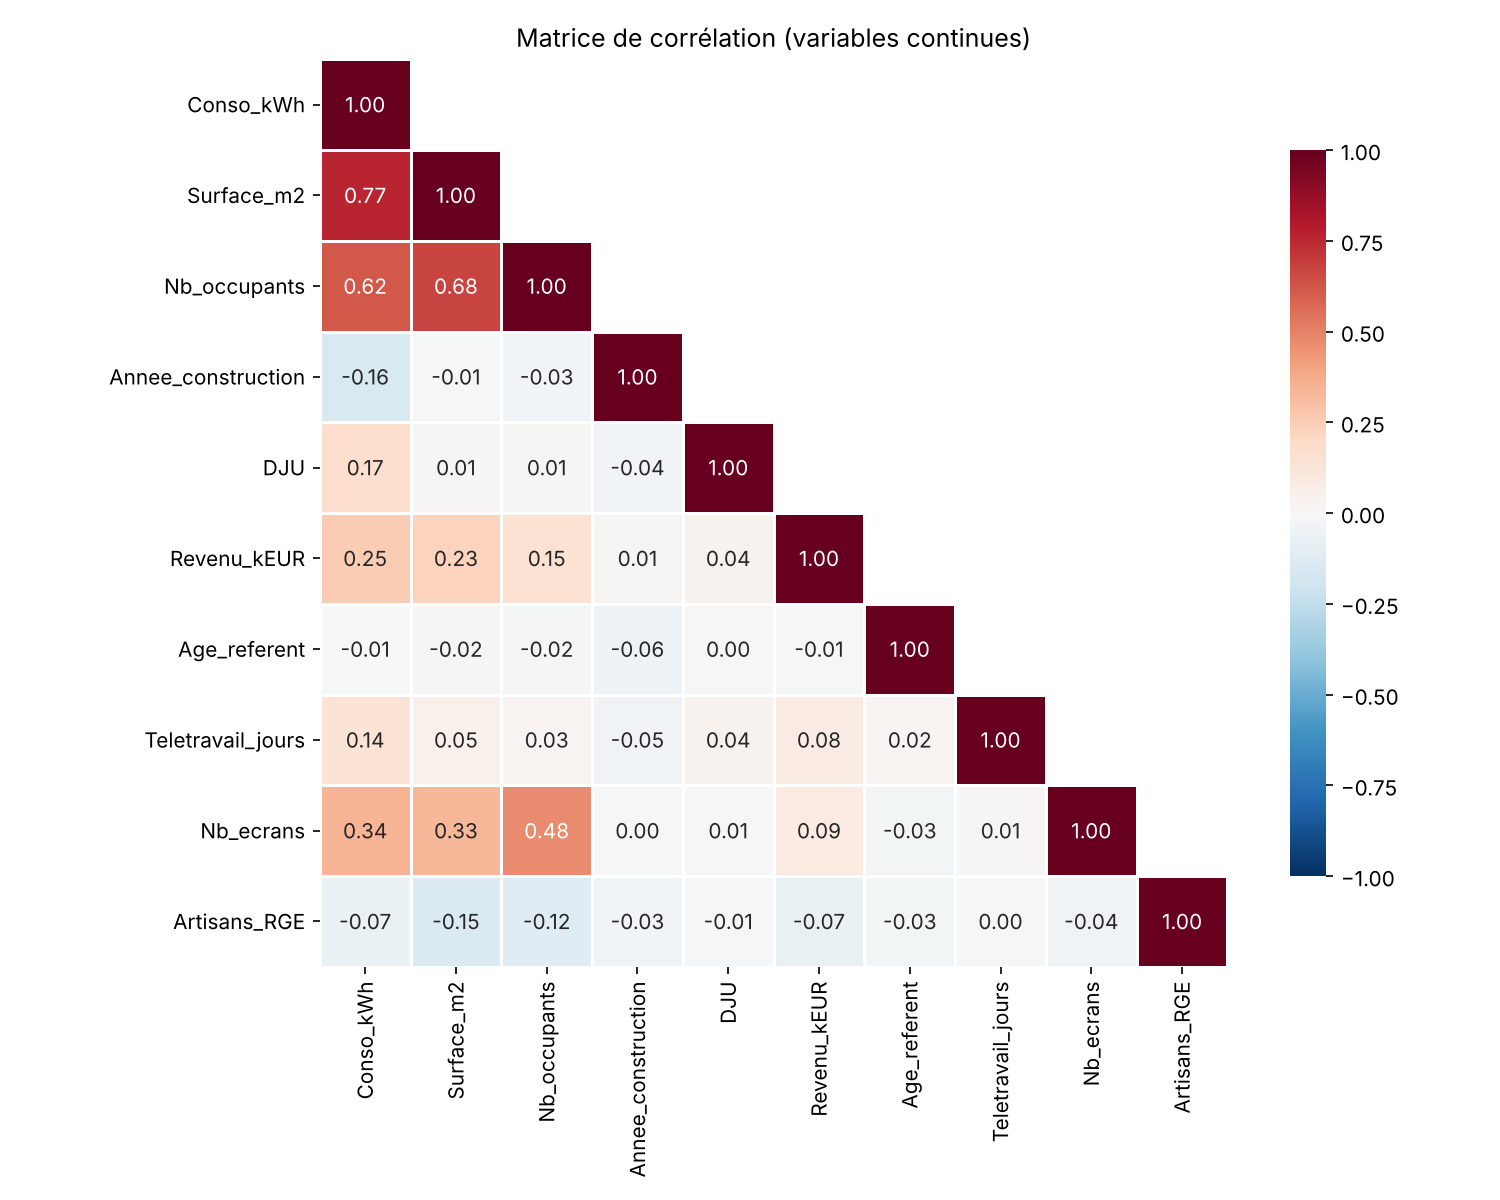 Matrice de corrélation (variables continues)
Conso_kWh 1.00
Surface_m2 0.77 1.00
Nb_occupants 0.62 0.68 1.00
Annee_construction -0.16 -0.01 -0.03 1.00
DJU 0.17 0.01 0.01 -0.04 1.00
Revenu_kEUR 0.25 0.23 0.15 0.01 0.04 1.00
Age_referent -0.01 -0.02 -0.02 -0.06 0.00 -0.01 1.00
Teletravail_jours 0.14 0.05 0.03 -0.05 0.04 0.08 0.02 1.00
Nb_ecrans 0.34 0.33 0.48 0.00 0.01 0.09 -0.03 0.01 1.00
Artisans_RGE -0.07 -0.15 -0.12 -0.03 -0.01 -0.07 -0.03 0.00 -0.04 1.00
Conso_kWh
Surface_m2
Nb_occupants
Annee_construction
DJU
Revenu_kEUR
Age_referent
Teletravail_jours
Nb_ecrans
Artisans_RGE
1.00
0.75
0.50
0.25
0.00
−0.25
−0.50
−0.75
−1.00